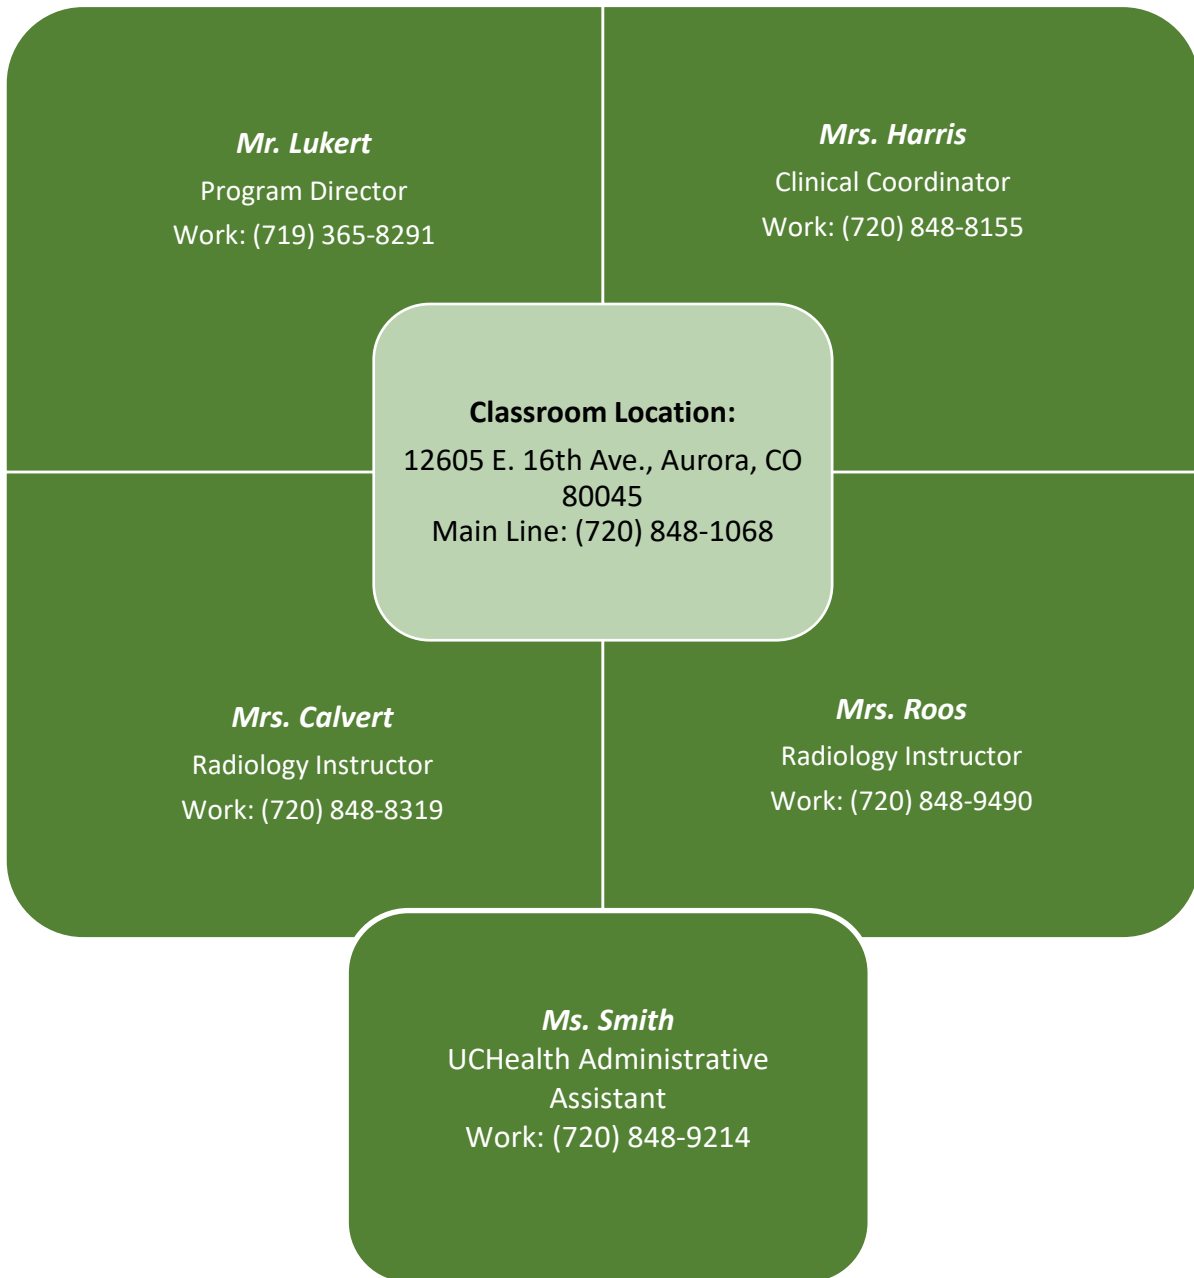 Mr. Lukert
Program Director
Work: (719) 365-8291
Mrs. Harris
Clinical Coordinator
Work: (720) 848-8155
Classroom Location:
12605 E. 16th Ave., Aurora, CO
80045
Main Line: (720) 848-1068
Mrs. Calvert
Radiology Instructor
Work: (720) 848-8319
Mrs. Roos
Radiology Instructor
Work: (720) 848-9490
Ms. Smith
UCHealth Administrative
Assistant
Work: (720) 848-9214